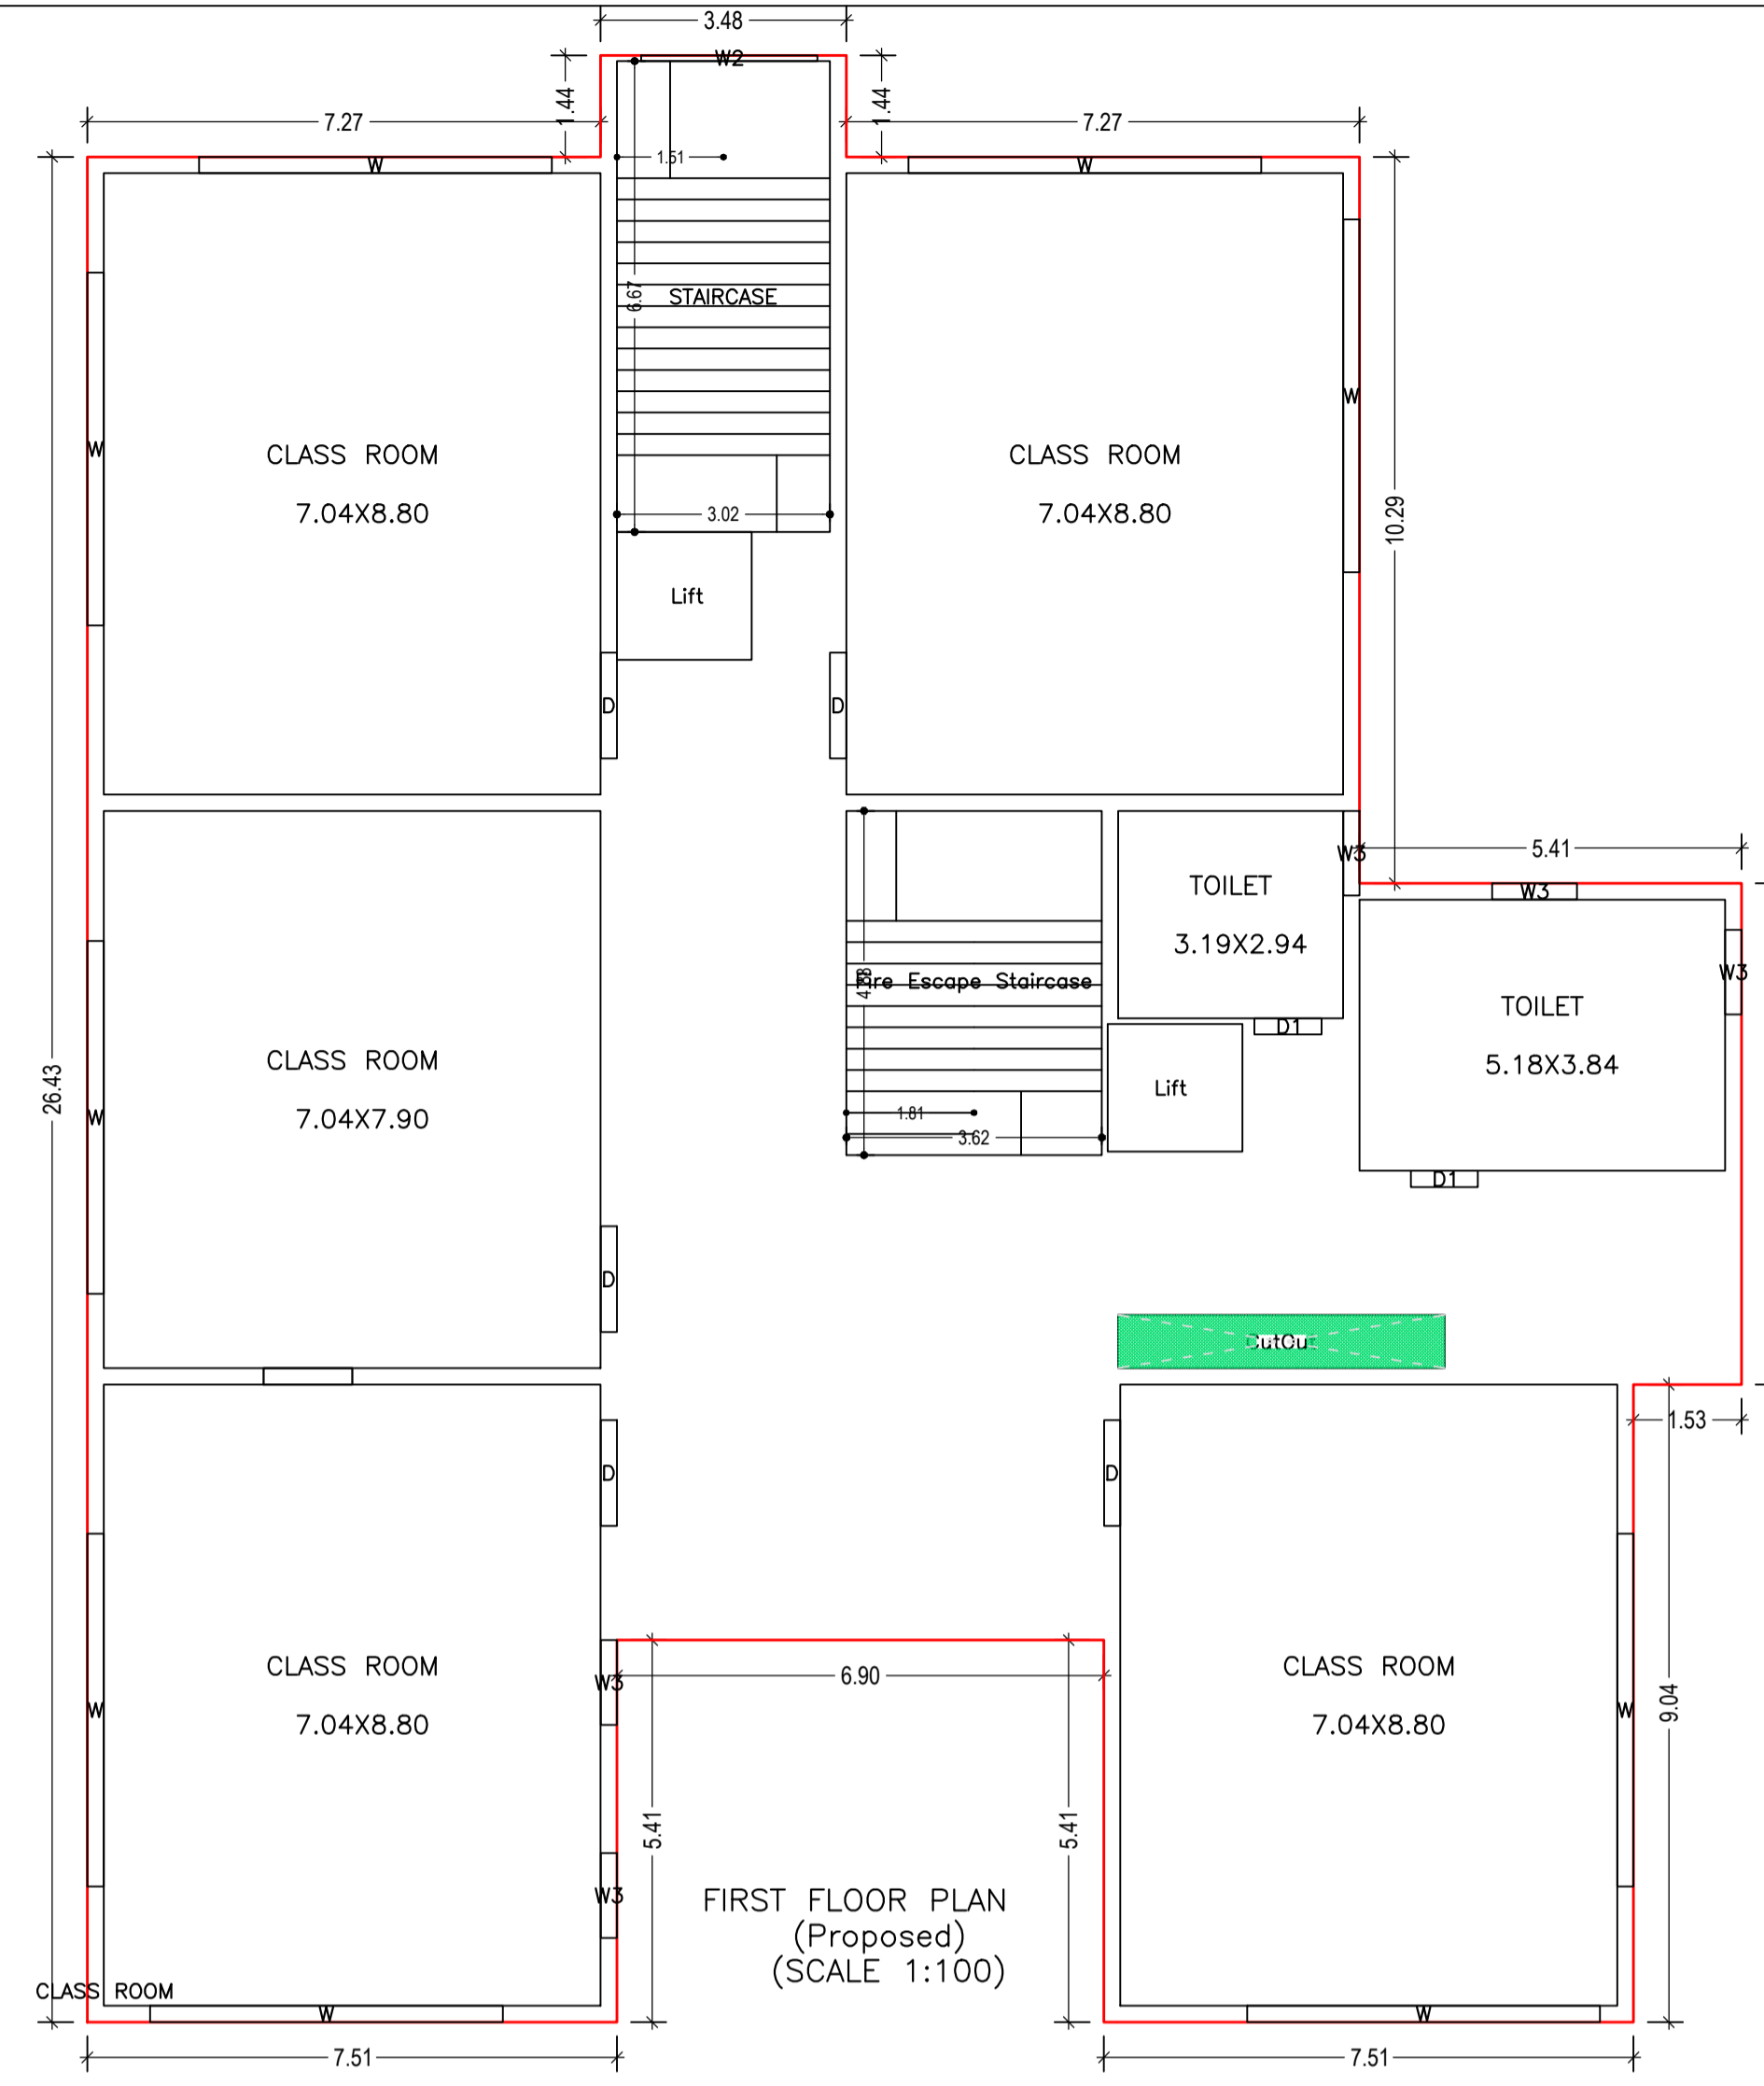 3.48
W2
1.44
1.44
7.27
7.27
W
1.51
W
6.67
STAIRCASE
W
W
CLASS ROOM
7.04X8.80
CLASS ROOM
7.04X8.80
3.02
10.29
Lift
D
D
5.41
W3
TOILET
3.19X2.94
W3
W3
Fire Escape Staircase
4.88
TOILET
5.18X3.84
D1
26.43
CLASS ROOM
7.04X7.90
W
Lift
1.81
3.62
D1
D
CutOut
1.53
D
D
CLASS ROOM
7.04X8.80
W3
6.90
CLASS ROOM
7.04X8.80
W
W
9.04
5.41
5.41
W3
FIRST FLOOR PLAN
(Proposed)
(SCALE 1:100)
CLASS ROOM
W
W
7.51
7.51